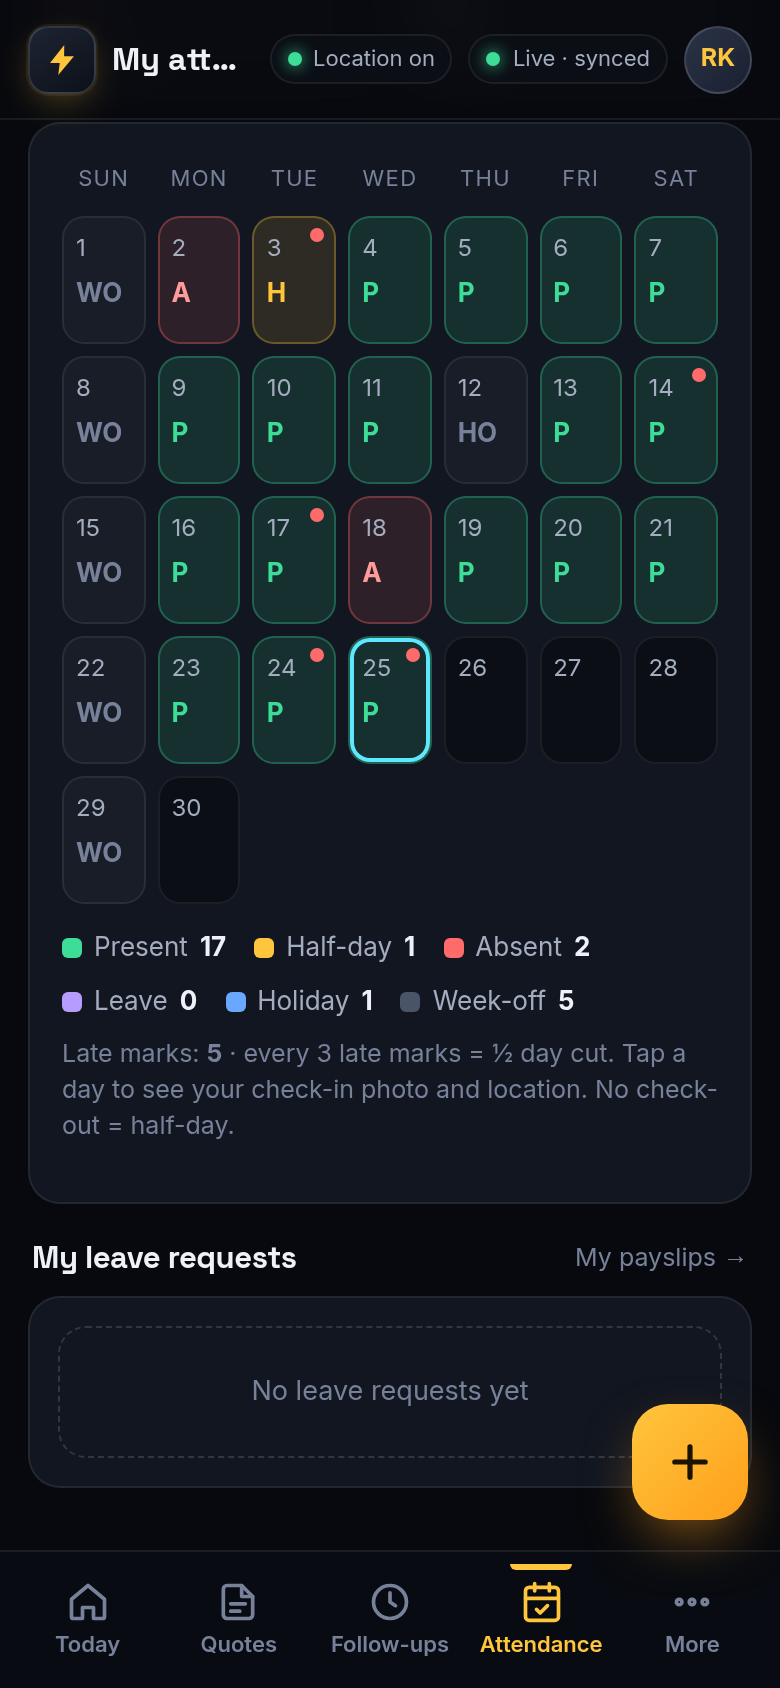 My att...
Location on
Live · synced
RK
SUN MON TUE WED THU FRI SAT
1 2 3 4 5 6 7
WO A H P P P P
8 9 10 11 12 13 14
WO P P P HO P P
15 16 17 18 19 20 21
WO P P A P P P
22 23 24 25 26 27 28
WO P P P
29 30
WO
Present 17 Half-day 1 Absent 2
Leave 0 Holiday 1 Week-off 5
Late marks: 5 · every 3 late marks = ½ day cut. Tap a
day to see your check-in photo and location. No check-
out = half-day.
My leave requests
My payslips →
No leave requests yet
Today Quotes Follow-ups Attendance More